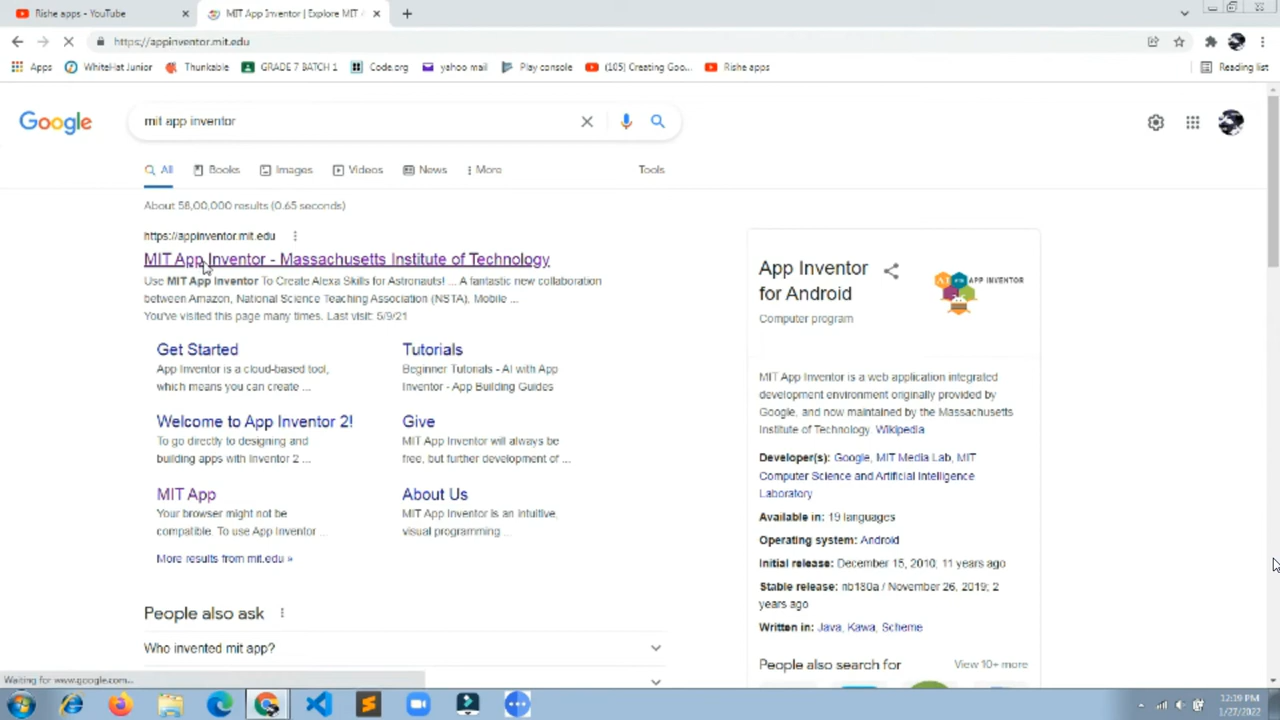 Rishe apps - YouTube
MIT App Inventor | Explore MIT
https://appinventor.mit.edu
Apps WhiteHat Junior Thunkable GRADE 7 BATCH 1 Code.org yahoo mail Play console (105) Creating Goo... Rishe apps Reading list
Google
mit app inventor
All Books Images Videos News More Tools
About 58,00,000 results (0.65 seconds)
https://appinventor.mit.edu
MIT App Inventor - Massachusetts Institute of Technology
Use MIT App Inventor To Create Alexa Skills for Astronauts! ... A fantastic new collaboration
between Amazon, National Science Teaching Association (NSTA), Mobile ...
You've visited this page many times. Last visit: 5/9/21
Get Started
App Inventor is a cloud-based tool,
which means you can create ...
Tutorials
Beginner Tutorials - AI with App
Inventor - App Building Guides
Welcome to App Inventor 2!
To go directly to designing and
building apps with Inventor 2 ...
Give
MIT App Inventor will always be
free, but further development of ...
MIT App
Your browser might not be
compatible. To use App Inventor ...
About Us
MIT App Inventor is an intuitive,
visual programming ...
More results from mit.edu »
People also ask
Who invented mit app?
App Inventor
for Android
Computer program
APP INVENTOR
MIT App Inventor is a web application integrated
development environment originally provided by
Google, and now maintained by the Massachusetts
Institute of Technology. Wikipedia
Developer(s): Google, MIT Media Lab, MIT
Computer Science and Artificial Intelligence
Laboratory
Available in: 19 languages
Operating system: Android
Initial release: December 15, 2010; 11 years ago
Stable release: nb180a / November 26, 2019; 2
years ago
Written in: Java, Kawa, Scheme
People also search for View 10+ more
Waiting for www.google.com...
12:19 PM
1/27/2022